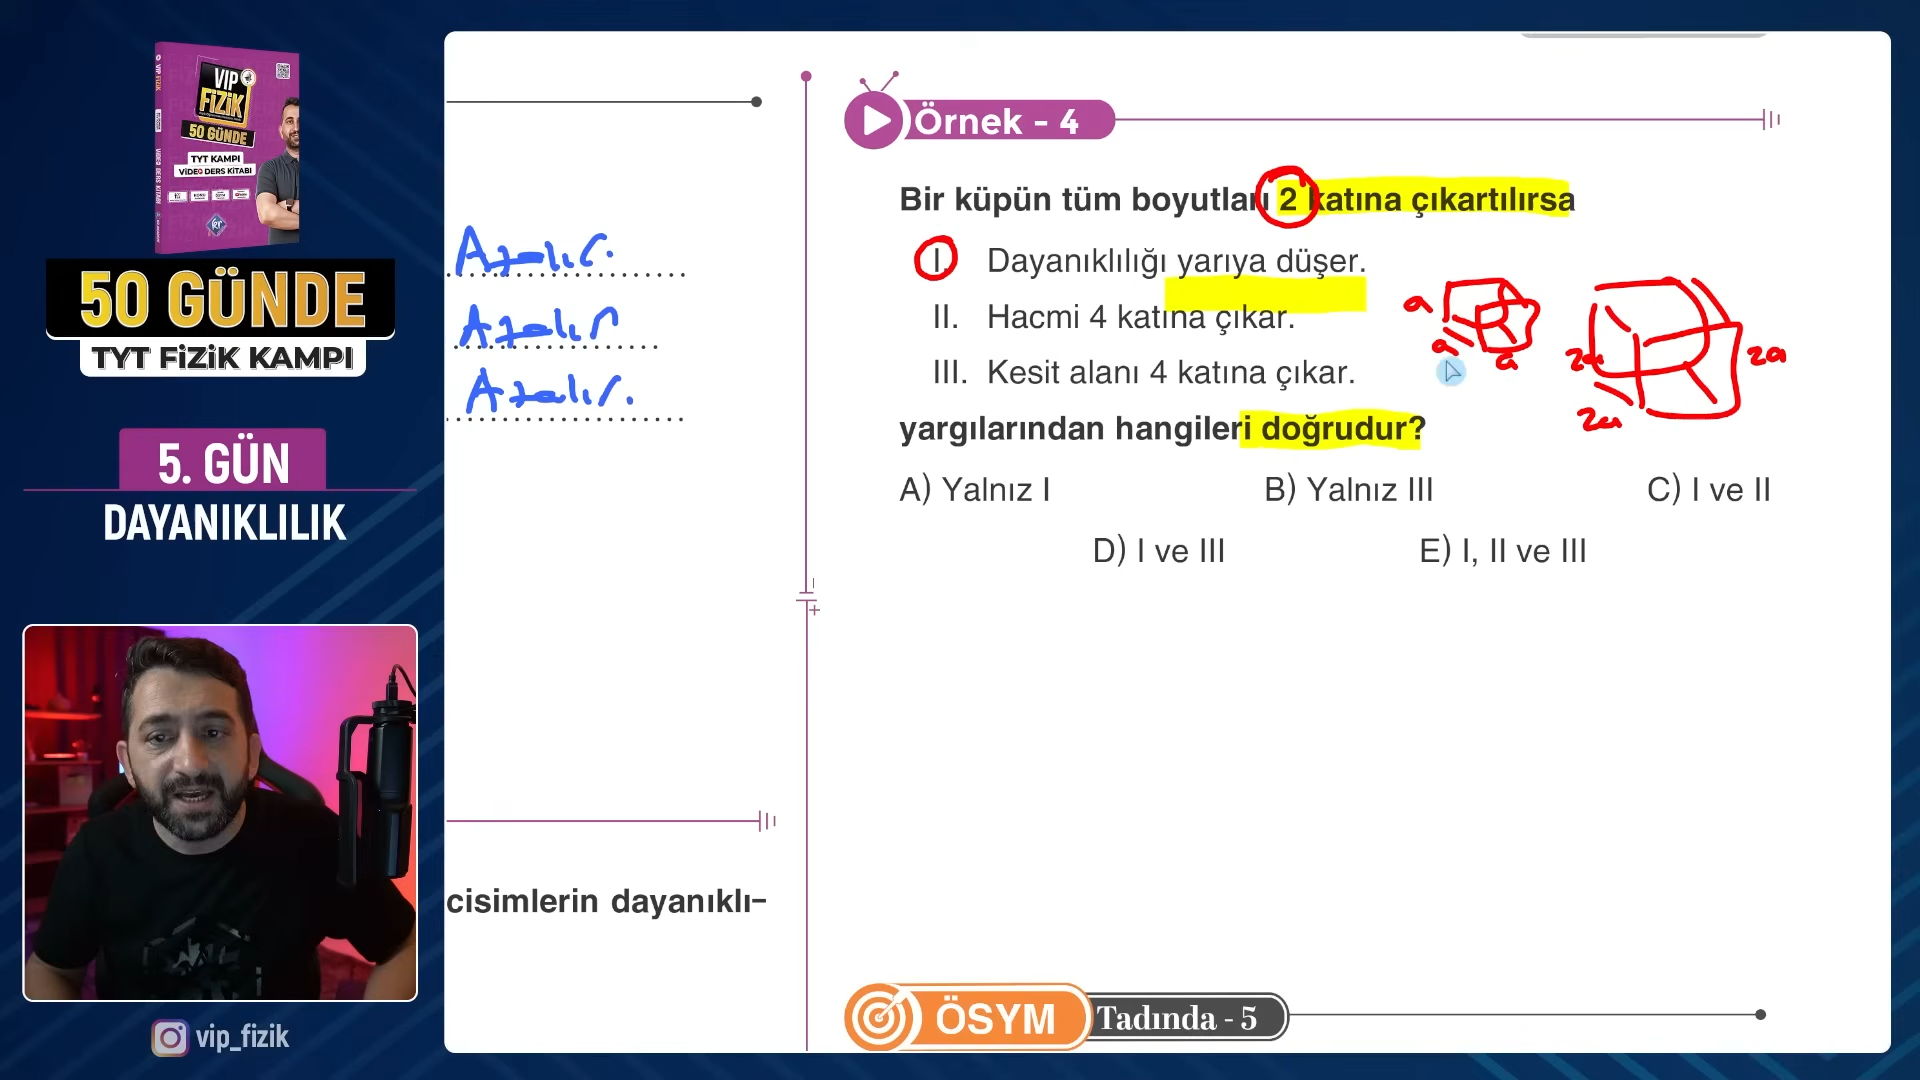 VIP
FİZİK
50 GÜNDE
TYT KAMPI
VİDEO DERS KİTABI
50 GÜNDE
TYT FİZİK KAMPI
5. GÜN
DAYANIKLILIK
vip_fizik
Azalır.
Azalır
Azalır.
cisimlerin dayanıklı-
Örnek - 4
Bir küpün tüm boyutları 2 katına çıkartılırsa
I. Dayanıklılığı yarıya düşer.
II. Hacmi 4 katına çıkar.
III. Kesit alanı 4 katına çıkar.
a
a
a
2a
2a
2a
yargılarından hangileri doğrudur?
A) Yalnız I B) Yalnız III C) I ve II
D) I ve III E) I, II ve III
ÖSYM Tadında - 5